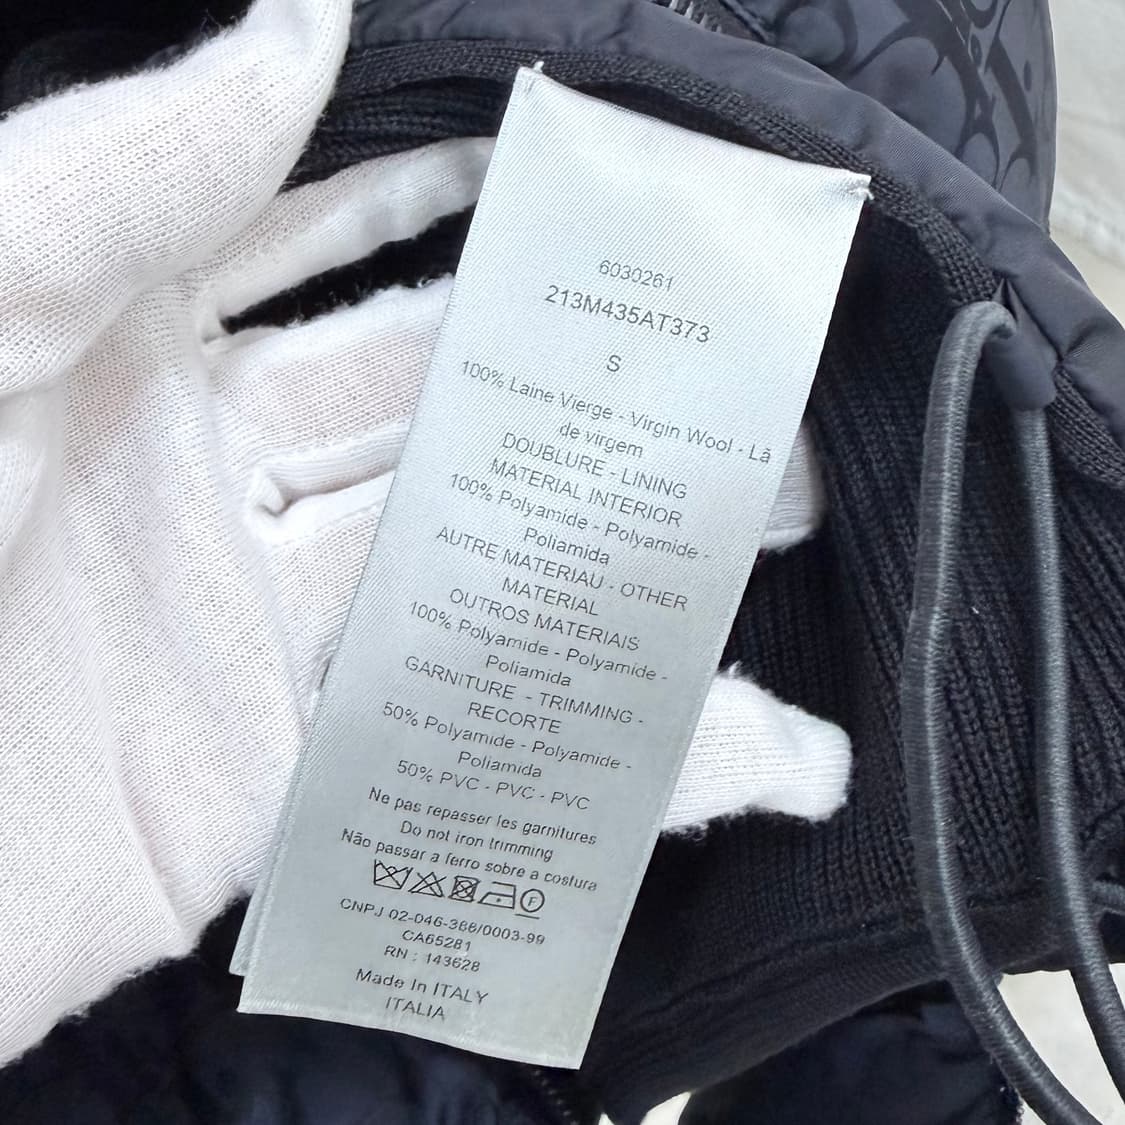 6030261
213M435AT373
S
100% Laine Vierge - Virgin Wool - Lã
de virgem
DOUBLURE - LINING
MATERIAL INTERIOR
100% Polyamide - Polyamide -
Poliamida
AUTRE MATERIAU - OTHER
MATERIAL
OUTROS MATERIAIS
100% Polyamide - Polyamide -
Poliamida
GARNITURE - TRIMMING -
RECORTE
50% Polyamide - Polyamide -
Poliamida
50% PVC - PVC - PVC
Ne pas repasser les garnitures
Do not iron trimming
Não passar a ferro sobre a costura
F
CNPJ 02-046-388/0003-99
CA65281
RN : 143628
Made In ITALY
ITALIA